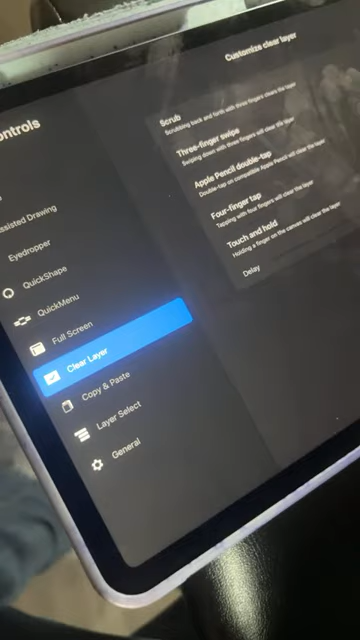 ontrols
Customize clear layer
Scrub
Scrubbing back and forth with three fingers clears the layer
Three-finger swipe
Swiping down with three fingers will clear the layer
Apple Pencil double-tap
Double-tap on compatible Apple Pencil will clear the layer
Four-finger tap
Tapping with four fingers will clear the layer
Touch and hold
Holding a finger on the canvas will clear the layer
Delay
ssisted Drawing
Eyedropper
QuickShape
QuickMenu
Full Screen
Clear Layer
Copy & Paste
Layer Select
General